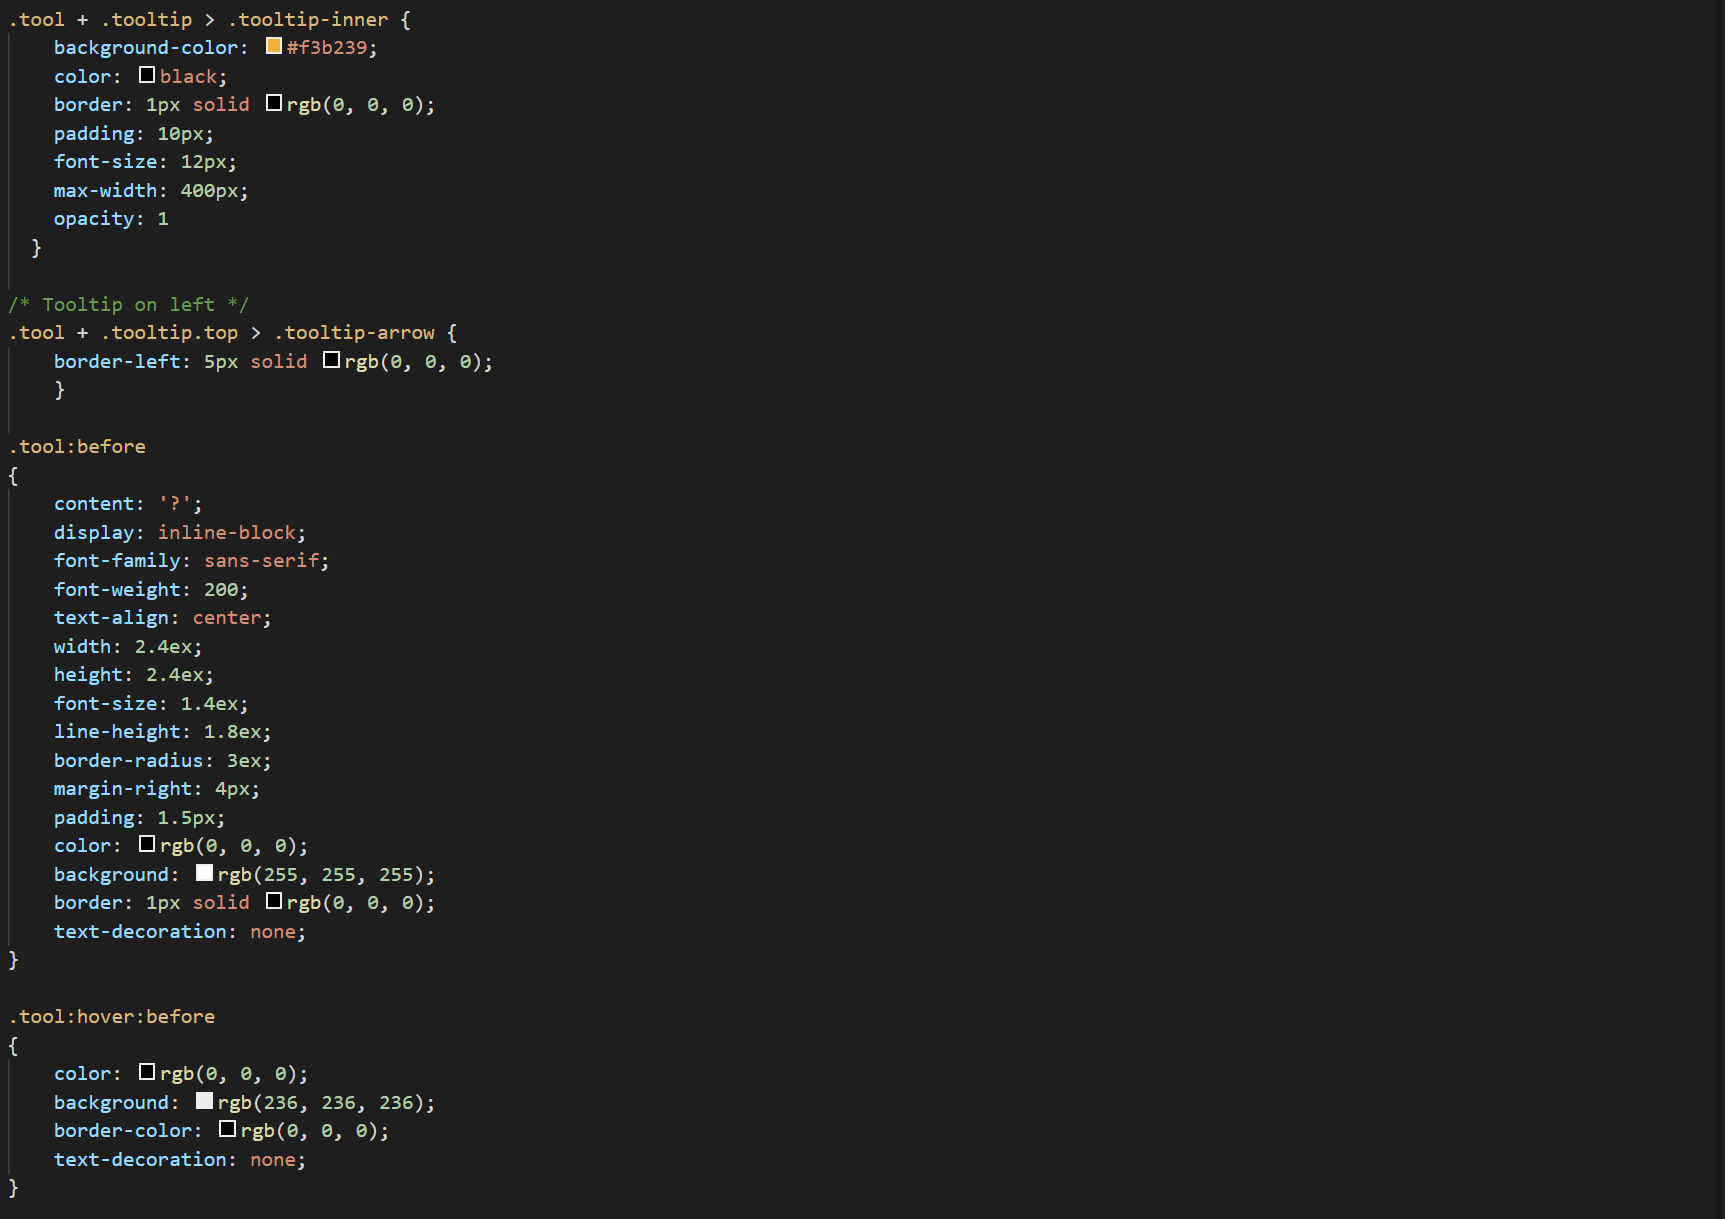 .tool + .tooltip > .tooltip-inner {
    background-color: #f3b239;
    color: black;
    border: 1px solid rgb(0, 0, 0);
    padding: 10px;
    font-size: 12px;
    max-width: 400px;
    opacity: 1
  }

/* Tooltip on left */
.tool + .tooltip.top > .tooltip-arrow {
    border-left: 5px solid rgb(0, 0, 0);
    }

.tool:before
{
    content: '?';
    display: inline-block;
    font-family: sans-serif;
    font-weight: 200;
    text-align: center;
    width: 2.4ex;
    height: 2.4ex;
    font-size: 1.4ex;
    line-height: 1.8ex;
    border-radius: 3ex;
    margin-right: 4px;
    padding: 1.5px;
    color: rgb(0, 0, 0);
    background: rgb(255, 255, 255);
    border: 1px solid rgb(0, 0, 0);
    text-decoration: none;
}

.tool:hover:before
{
    color: rgb(0, 0, 0);
    background: rgb(236, 236, 236);
    border-color: rgb(0, 0, 0);
    text-decoration: none;
}